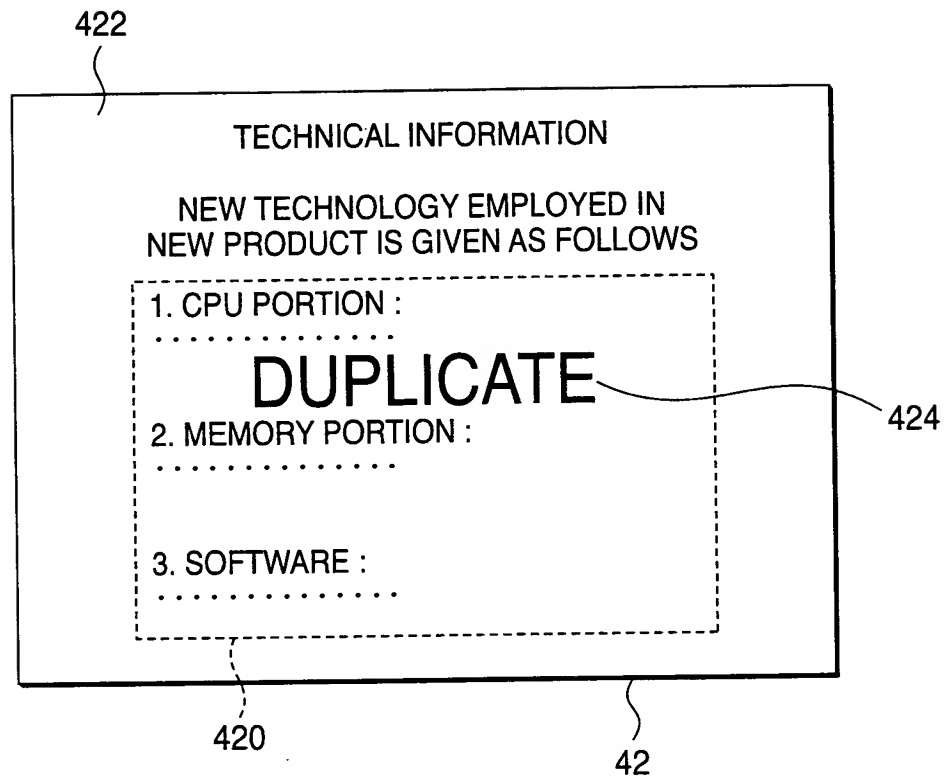 422
TECHNICAL INFORMATION
NEW TECHNOLOGY EMPLOYED IN
NEW PRODUCT IS GIVEN AS FOLLOWS
1. CPU PORTION :
. . . . . . . . . . . . . .
DUPLICATE
424
2. MEMORY PORTION :
. . . . . . . . . . . . . .
3. SOFTWARE :
. . . . . . . . . . . . . .
420
42